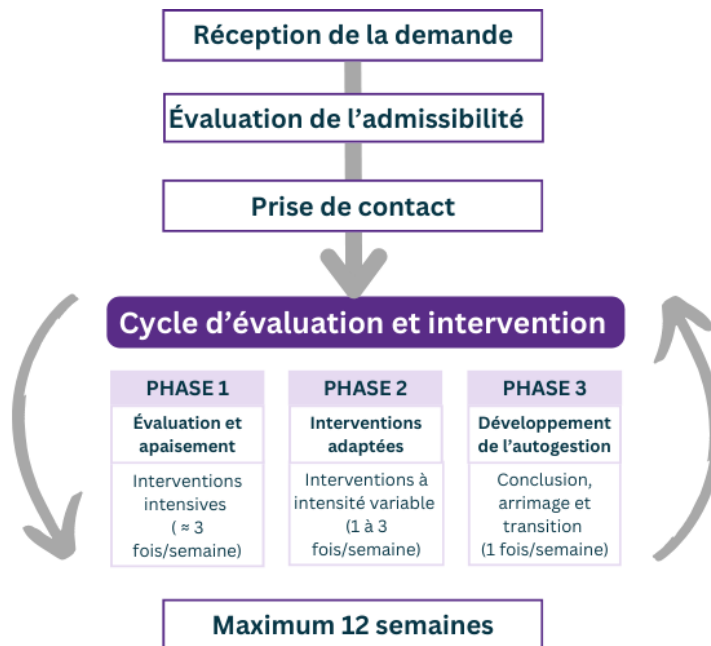 Réception de la demande
Évaluation de l'admissibilité
Prise de contact
Cycle d'évaluation et intervention
PHASE 1
Évaluation et
apaisement
Interventions
intensives
( ≈ 3
fois/semaine)
PHASE 2
Interventions
adaptées
Interventions à
intensité variable
(1 à 3
fois/semaine)
PHASE 3
Développement
de l'autogestion
Conclusion,
arrimage et
transition
(1 fois/semaine)
Maximum 12 semaines